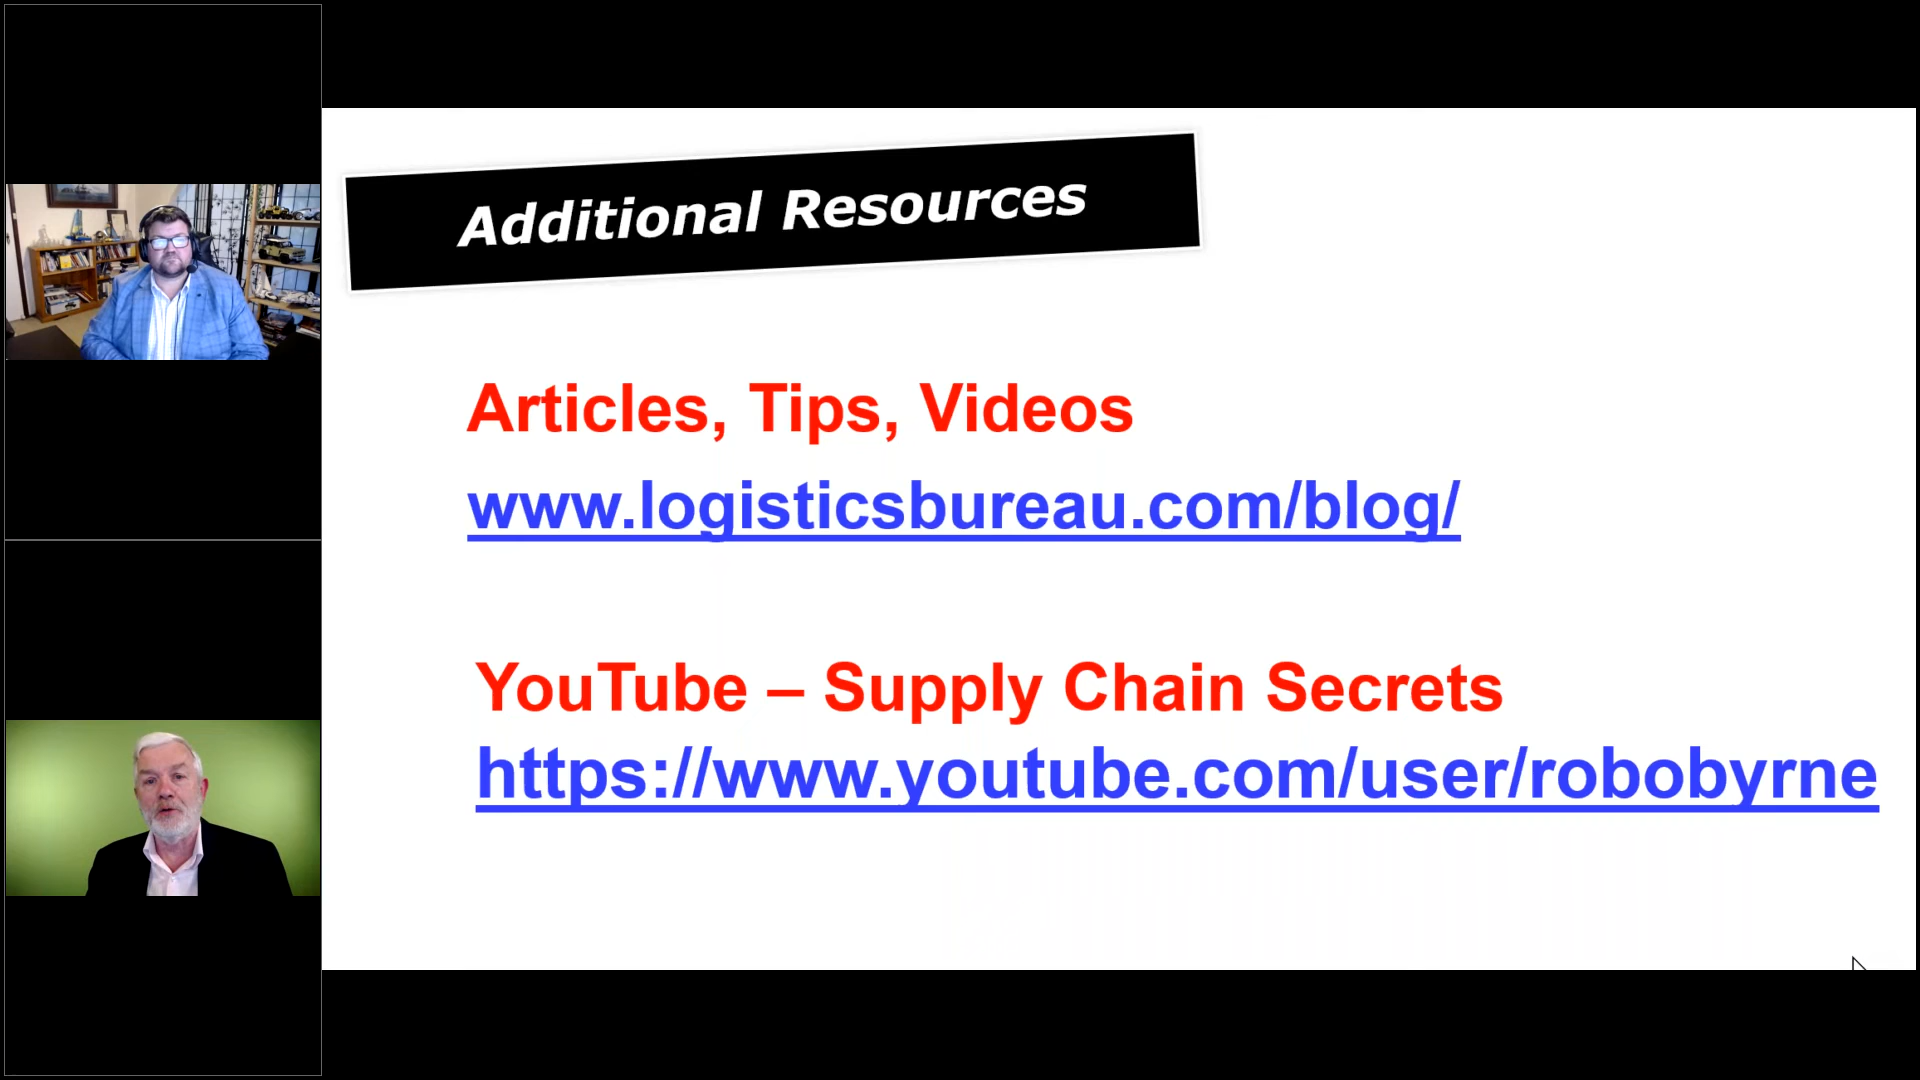 Additional Resources
Articles, Tips, Videos
www.logisticsbureau.com/blog/
YouTube – Supply Chain Secrets
https://www.youtube.com/user/robobyrne